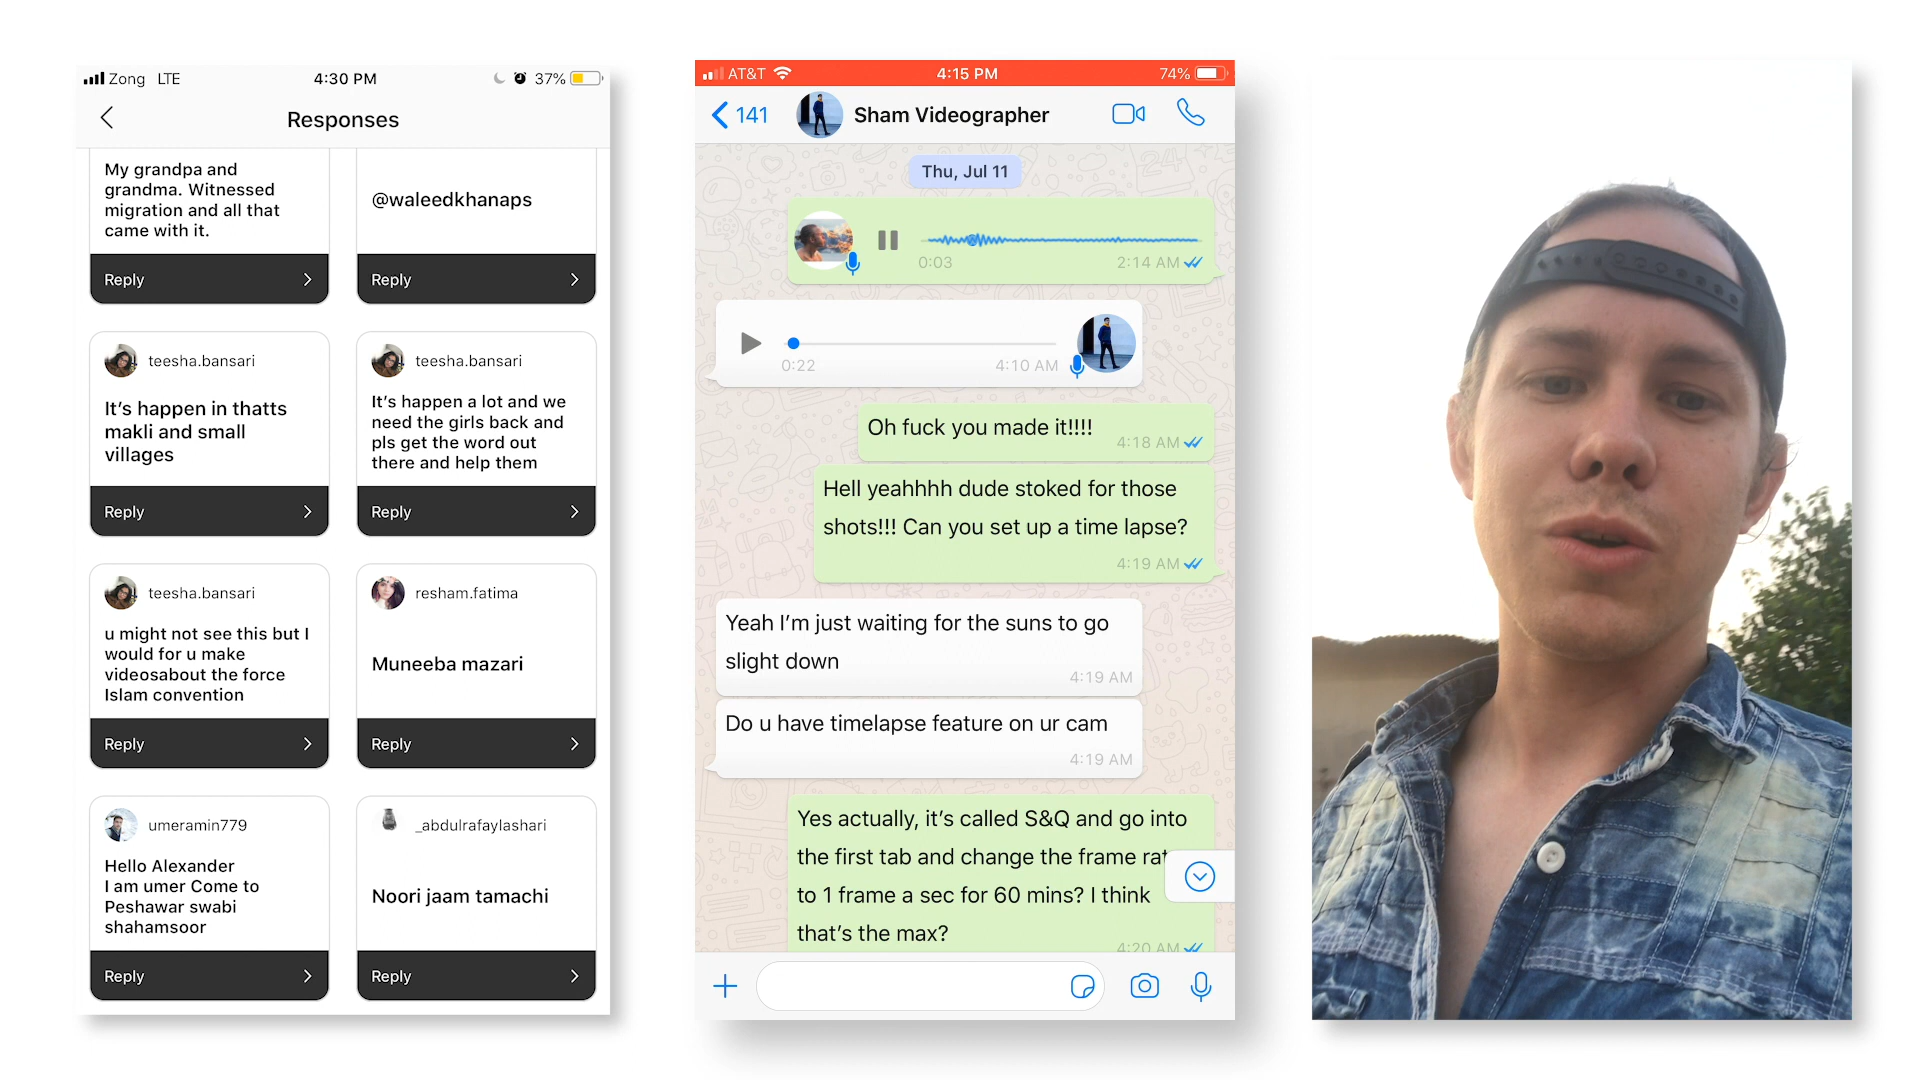 Zong LTE 4:30 PM 37%
Responses
My grandpa and
grandma. Witnessed
migration and all that
came with it.
Reply
@waleedkhanaps
Reply
teesha.bansari
It's happen in thatts
makli and small
villages
Reply
teesha.bansari
It's happen a lot and we
need the girls back and
pls get the word out
there and help them
Reply
teesha.bansari
u might not see this but I
would for u make
videosabout the force
Islam convention
Reply
resham.fatima
Muneeba mazari
Reply
umeramin779
Hello Alexander
I am umer Come to
Peshawar swabi
shahamsoor
Reply
_abdulrafaylashari
Noori jaam tamachi
Reply
AT&T 4:15 PM 74%
141 Sham Videographer
Thu, Jul 11
0:03 2:14 AM
0:22 4:10 AM
Oh fuck you made it!!!!
4:18 AM
Hell yeahhhh dude stoked for those
shots!!! Can you set up a time lapse?
4:19 AM
Yeah I'm just waiting for the suns to go
slight down
4:19 AM
Do u have timelapse feature on ur cam
4:19 AM
Yes actually, it's called S&Q and go into
the first tab and change the frame rat
to 1 frame a sec for 60 mins? I think
that's the max?
4:20 AM